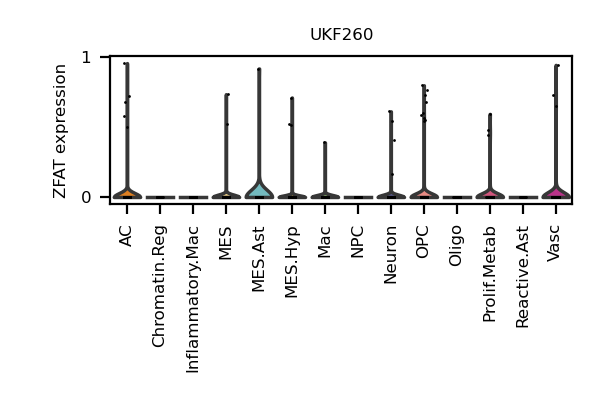 UKF260
ZFAT expression
1
0
AC
Chromatin.Reg
Inflammatory.Mac
MES
MES.Ast
MES.Hyp
Mac
NPC
Neuron
OPC
Oligo
Prolif.Metab
Reactive.Ast
Vasc